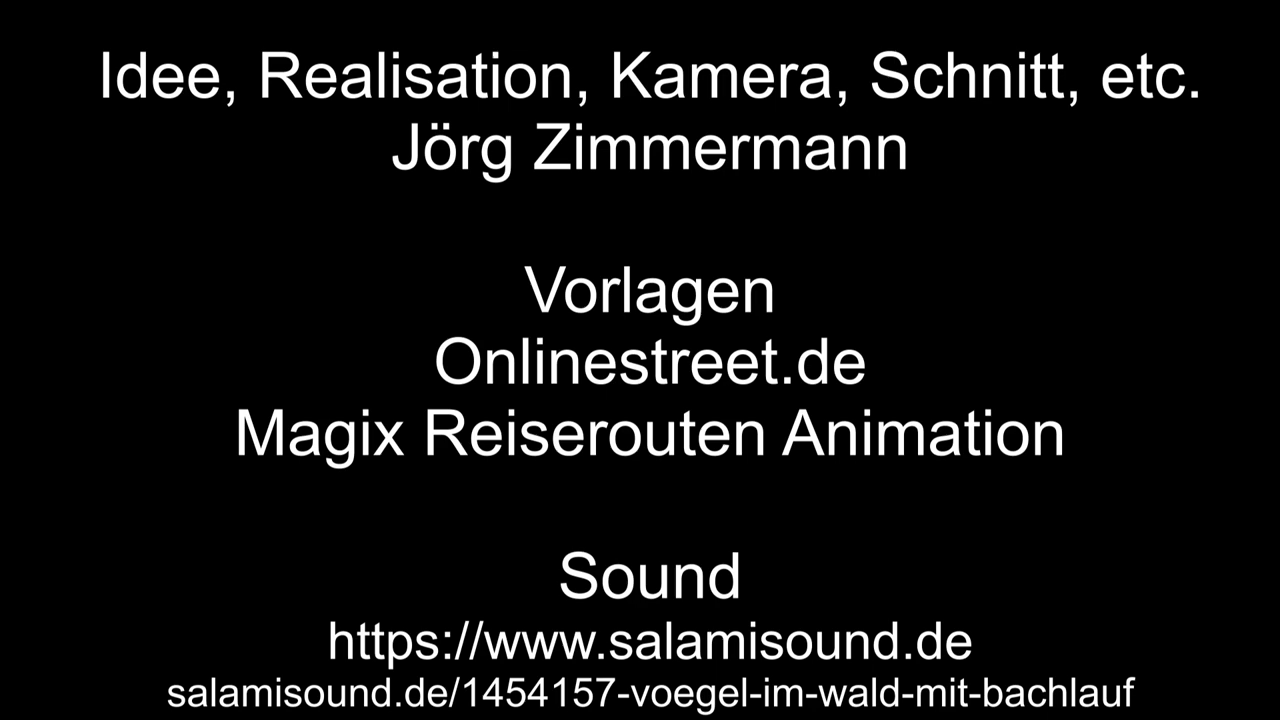 Idee, Realisation, Kamera, Schnitt, etc.
Jörg Zimmermann
Vorlagen
Onlinestreet.de
Magix Reiserouten Animation
Sound
https://www.salamisound.de
salamisound.de/1454157-voegel-im-wald-mit-bachlauf